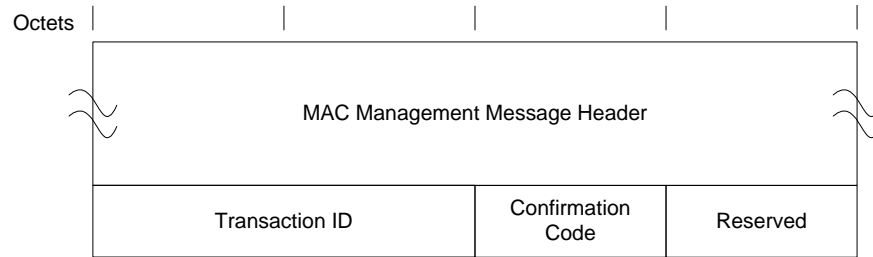 Octets
MAC Management Message Header
Transaction ID
Confirmation
Code
Reserved